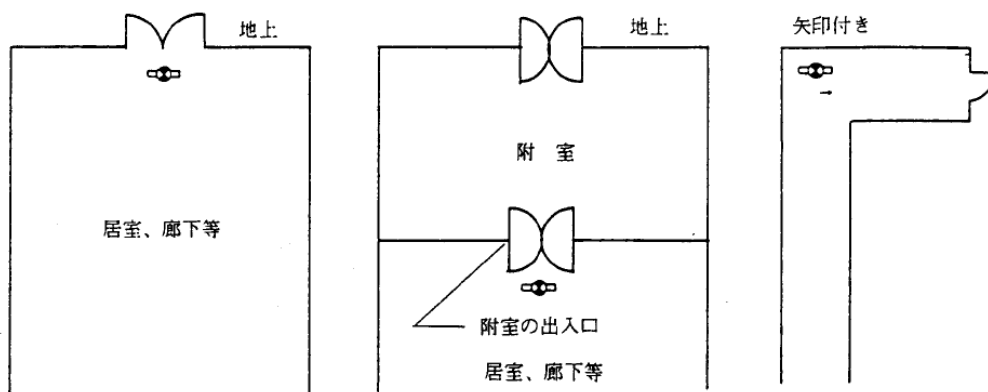 地上
居室、廊下等
地上
附室
附室の出入口
居室、廊下等
矢印付き